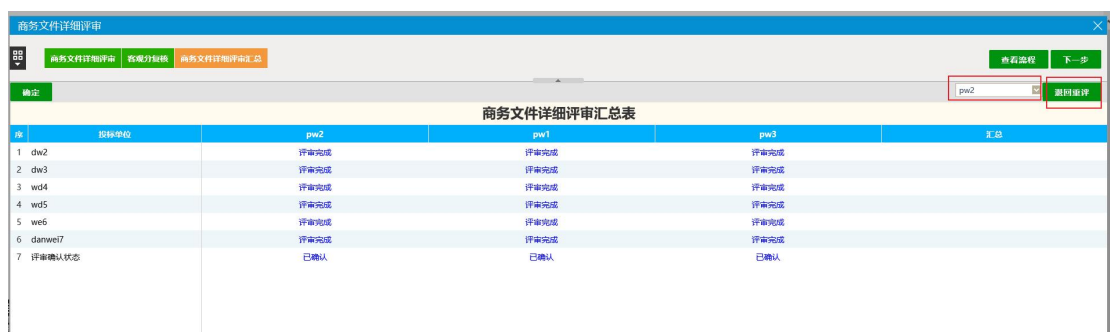 商务文件详细评审
商务文件详细评审 客观分复核 商务文件详细评审汇总 查看流程 下一步
确定 pw2 退回重评
商务文件详细评审汇总表
序 投标单位 pw2 pw1 pw3 汇总
1 dw2 评审完成 评审完成 评审完成
2 dw3 评审完成 评审完成 评审完成
3 wd4 评审完成 评审完成 评审完成
4 wd5 评审完成 评审完成 评审完成
5 we6 评审完成 评审完成 评审完成
6 danwei7 评审完成 评审完成 评审完成
7 评审确认状态 已确认 已确认 已确认